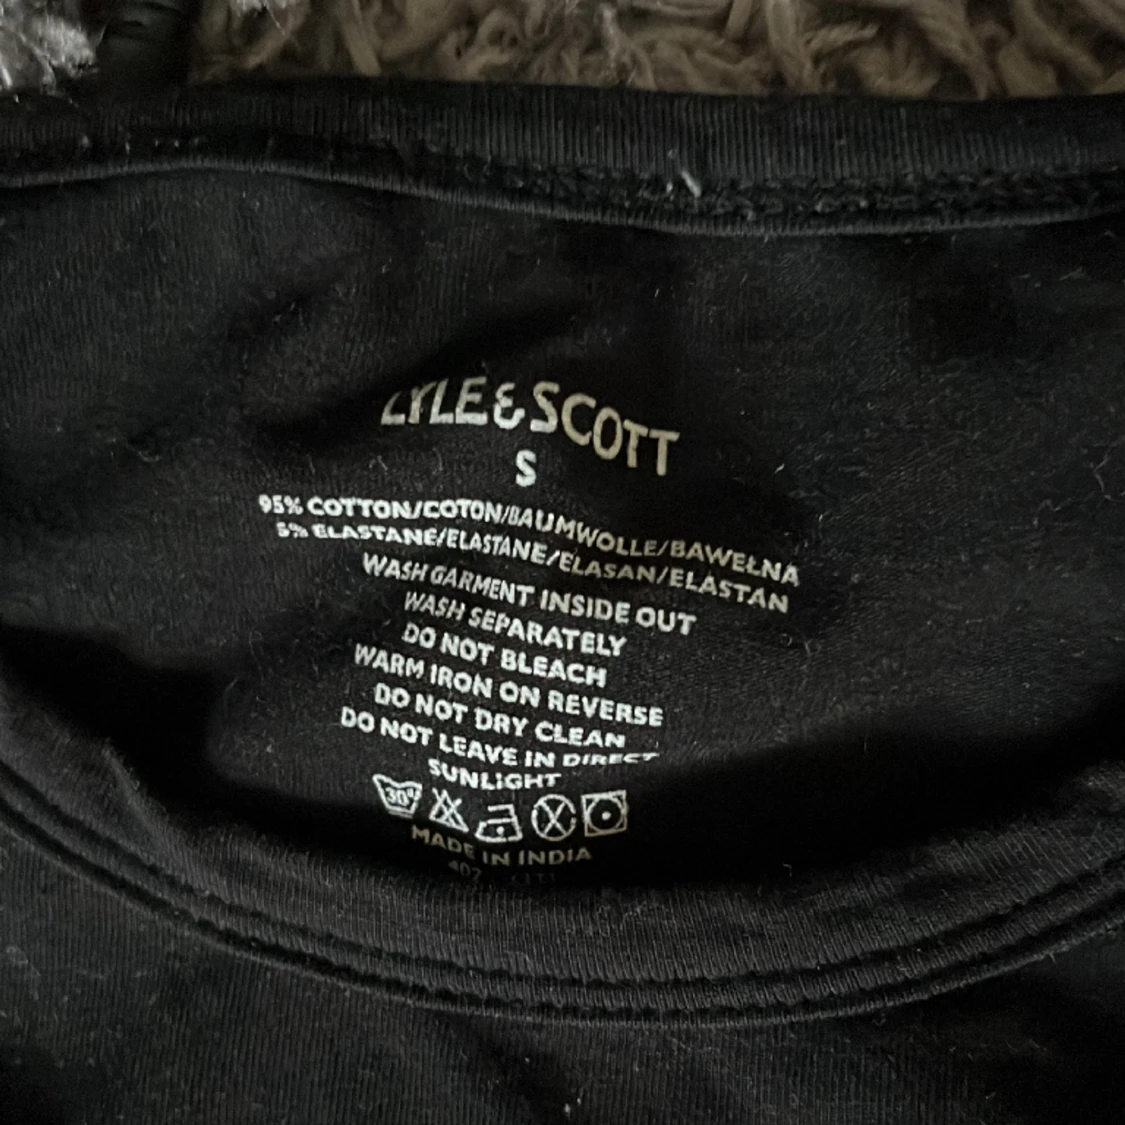 LYLE & SCOTT
S
95% COTTON/COTON/BAUMWOLLE/BAWEŁNA
5% ELASTANE/ELASTANE/ELASAN/ELASTAN
WASH GARMENT INSIDE OUT
WASH SEPARATELY
DO NOT BLEACH
WARM IRON ON REVERSE
DO NOT DRY CLEAN
DO NOT LEAVE IN DIRECT
SUNLIGHT
30°
MADE IN INDIA